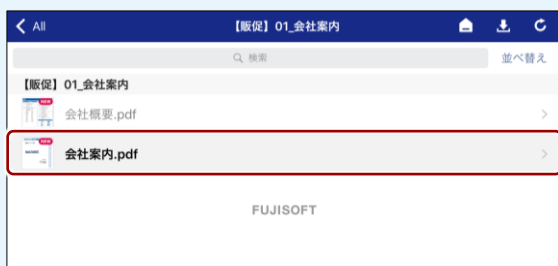 All 【販促】01_会社案内
検索 並べ替え
【販促】01_会社案内
NEW
会社概要.pdf
NEW
会社案内.pdf
FUJISOFT